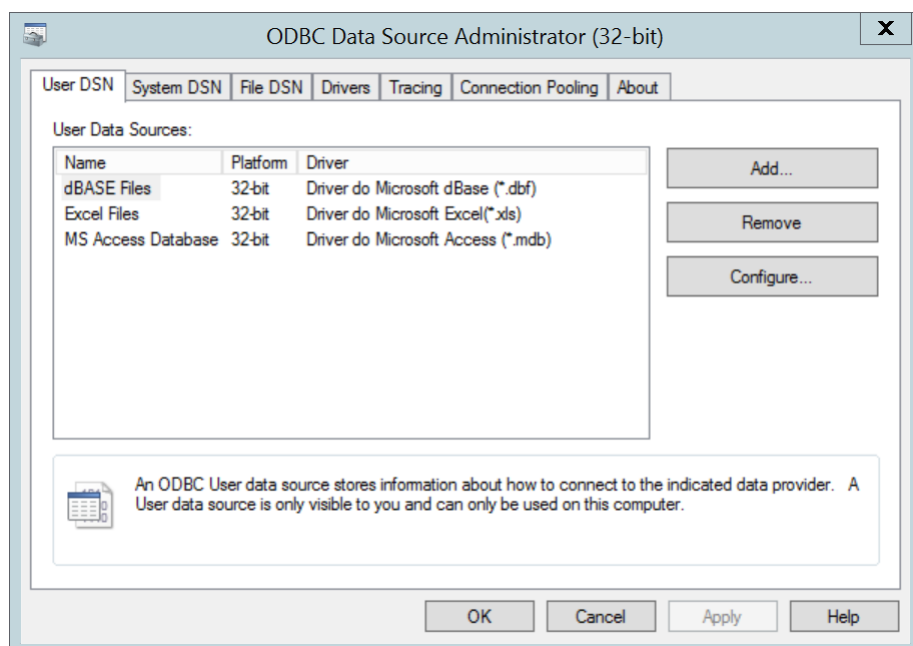 ODBC Data Source Administrator (32-bit)
X
User DSN System DSN File DSN Drivers Tracing Connection Pooling About
User Data Sources:
Name Platform Driver
dBASE Files 32-bit Driver do Microsoft dBase (*.dbf)
Excel Files 32-bit Driver do Microsoft Excel(*.xls)
MS Access Database 32-bit Driver do Microsoft Access (*.mdb)
Add...
Remove
Configure...
An ODBC User data source stores information about how to connect to the indicated data provider. A
User data source is only visible to you and can only be used on this computer.
OK Cancel Apply Help